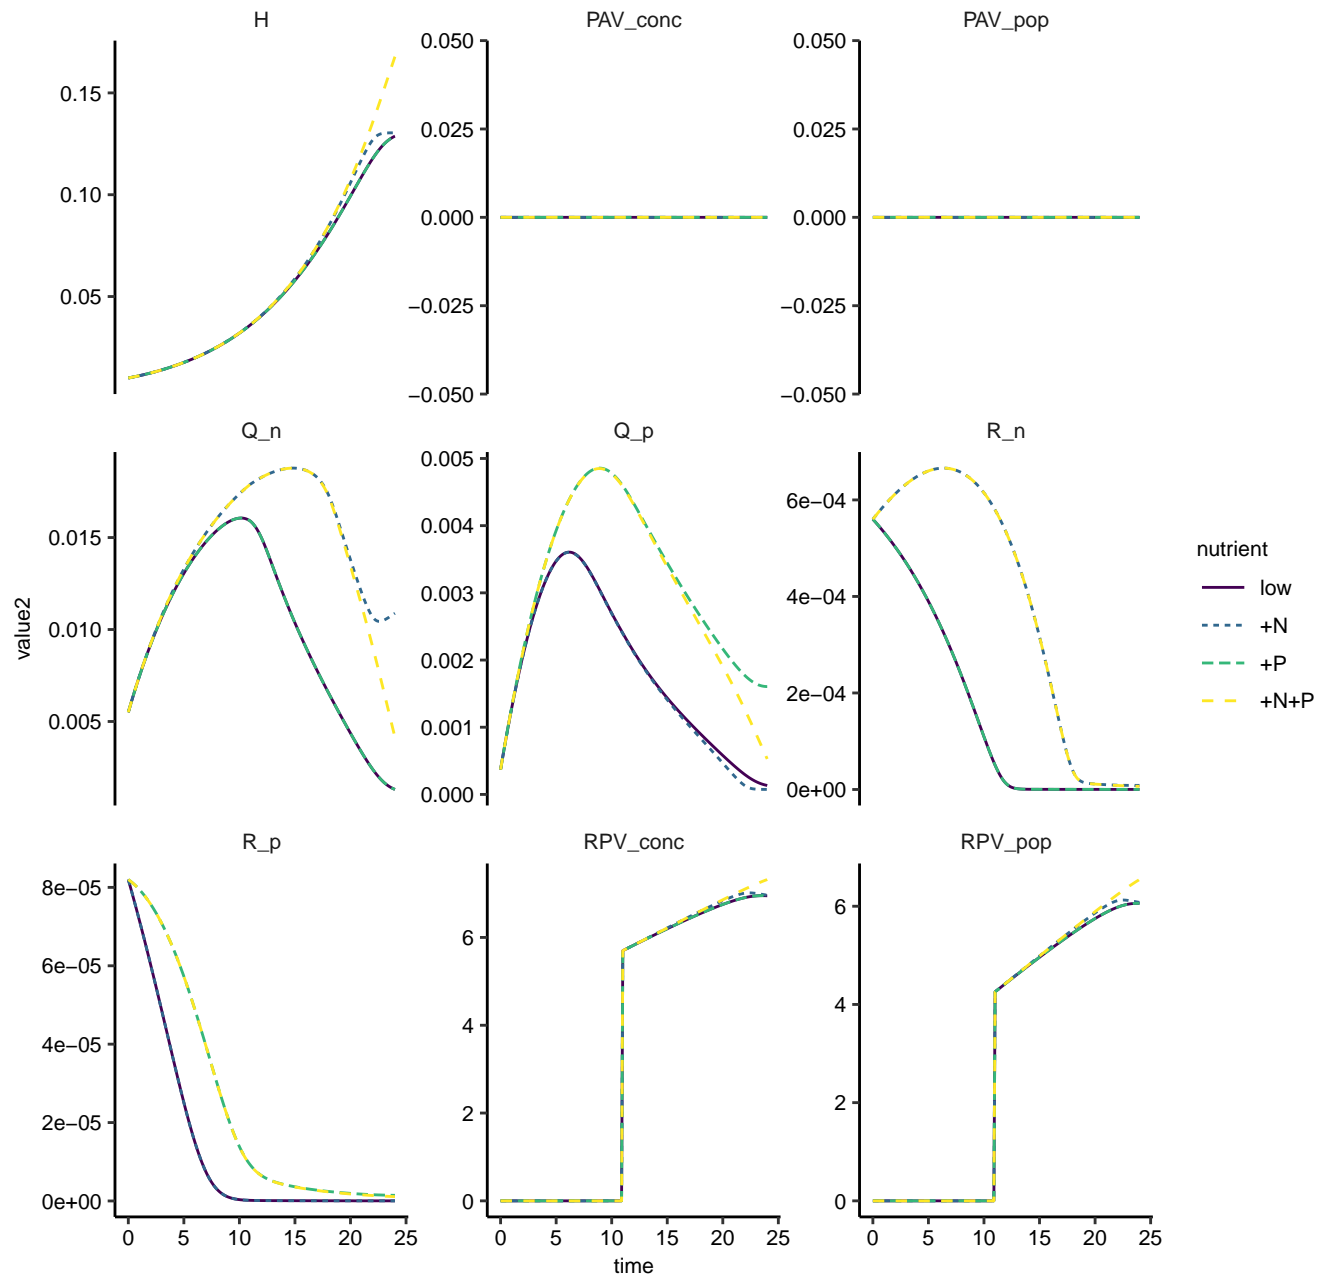 H
PAV_conc
PAV_pop
0.15
0.10
0.05
0.050
0.025
0.000
−0.025
−0.050
0.050
0.025
0.000
−0.025
−0.050
Q_n
Q_p
R_n
0.015
0.010
0.005
0.005
0.004
0.003
0.002
0.001
0.000
6e−04
4e−04
2e−04
0e+00
value2
nutrient
low
+N
+P
+N+P
R_p
RPV_conc
RPV_pop
8e−05
6e−05
4e−05
2e−05
0e+00
6
4
2
0
6
4
2
0
0 5 10 15 20 25
0 5 10 15 20 25
0 5 10 15 20 25
time